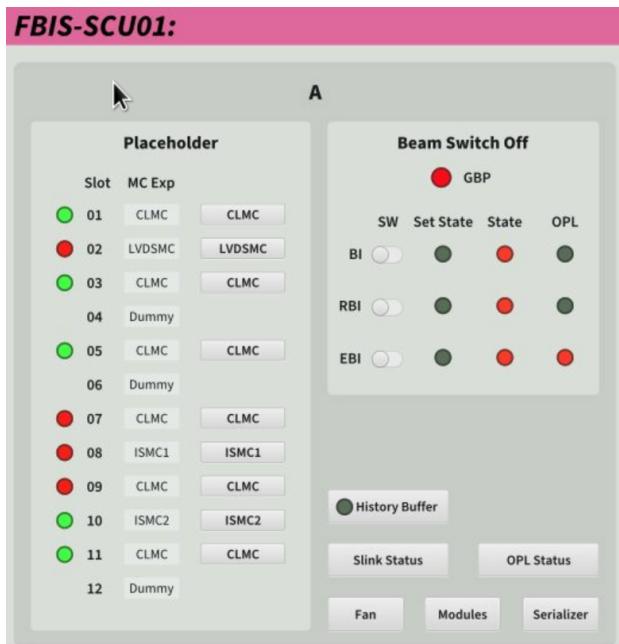 FBIS-SCU01:
A
Placeholder
Slot MC Exp
01 CLMC CLMC
02 LVDSMC LVDSMC
03 CLMC CLMC
04 Dummy
05 CLMC CLMC
06 Dummy
07 CLMC CLMC
08 ISMC1 ISMC1
09 CLMC CLMC
10 ISMC2 ISMC2
11 CLMC CLMC
12 Dummy
Beam Switch Off
GBP
SW Set State State OPL
BI
RBI
EBI
History Buffer
Slink Status OPL Status
Fan Modules Serializer